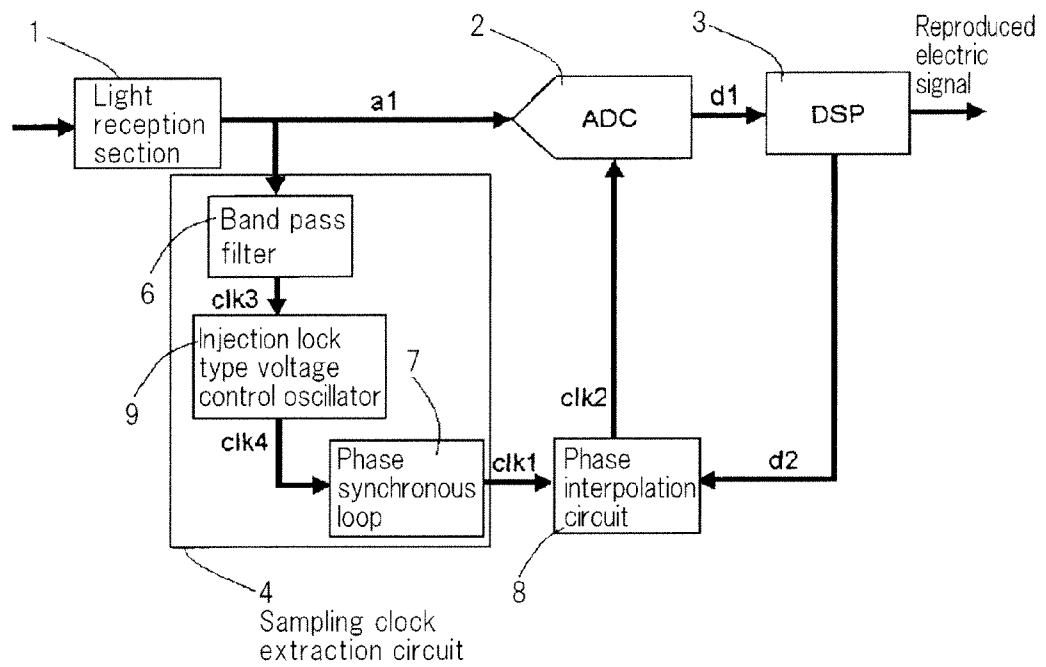 1
Light
reception
section
a1
2
ADC
d1
3
DSP
Reproduced
electric
signal
Band pass
filter
6
clk3
Injection lock
type voltage
control oscillator
9
clk4
7
Phase
synchronous
loop
clk1
clk2
Phase
interpolation
circuit
8
d2
4
Sampling clock
extraction circuit